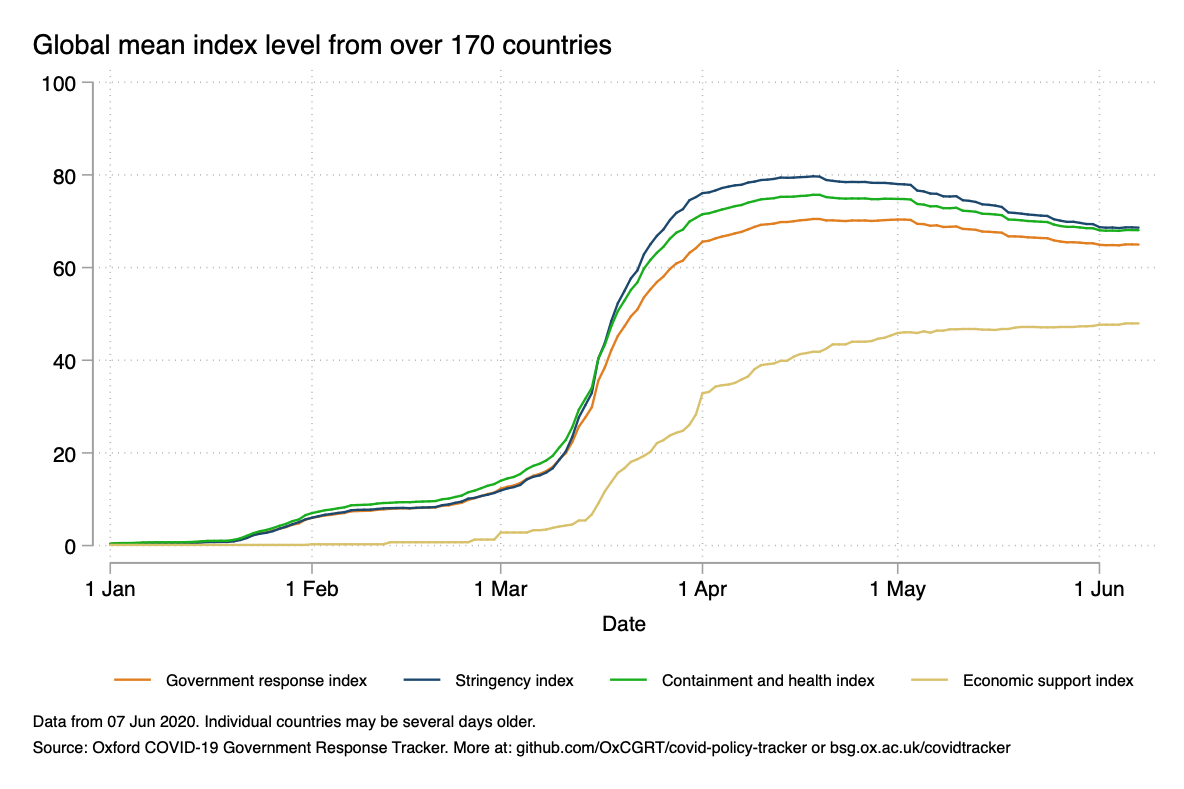 Global mean index level from over 170 countries
100
80
60
40
20
0
1 Jan 1 Feb 1 Mar 1 Apr 1 May 1 Jun
Date
Government response index Stringency index Containment and health index Economic support index
Data from 07 Jun 2020. Individual countries may be several days older.
Source: Oxford COVID-19 Government Response Tracker. More at: github.com/OxCGRT/covid-policy-tracker or bsg.ox.ac.uk/covidtracker